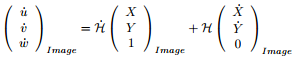 ( u̇ v̇ ẇ )_Image = Ḣ ( X Y 1 )_Image + H ( Ẋ Ẏ 0 )_Image